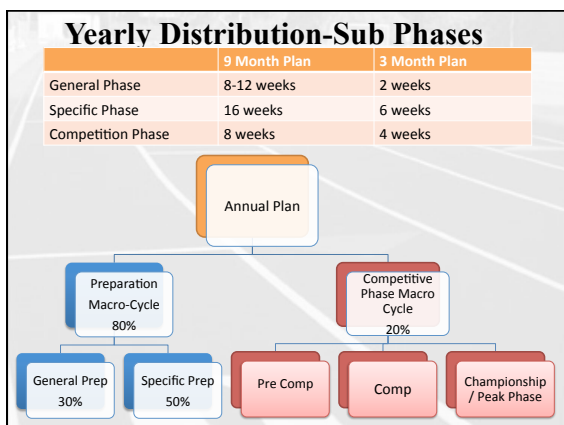 Yearly Distribution-Sub Phases
9 Month Plan 3 Month Plan
General Phase 8-12 weeks 2 weeks
Specific Phase 16 weeks 6 weeks
Competition Phase 8 weeks 4 weeks
Annual Plan
Preparation
Macro-Cycle
80%
Competitive
Phase Macro
Cycle
20%
General Prep
30%
Specific Prep
50%
Pre Comp
Comp
Championship
/ Peak Phase